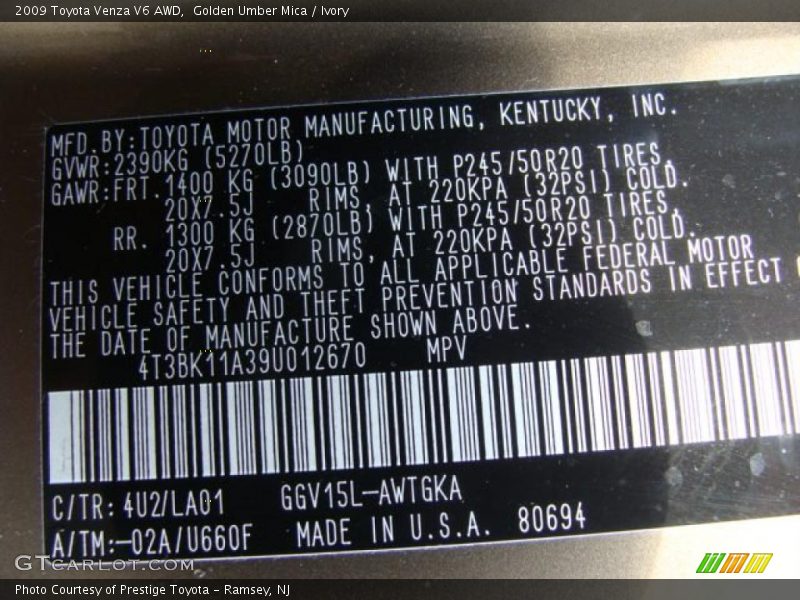 2009 Toyota Venza V6 AWD,  Golden Umber Mica / Ivory
MFD.BY:TOYOTA MOTOR MANUFACTURING, KENTUCKY, INC.
GVWR:2390KG (5270LB)
GAWR:FRT. 1400 KG (3090LB) WITH P245/50R20 TIRES,
20X7.5J RIMS, AT 220KPA (32PSI) COLD.
RR. 1300 KG (2870LB) WITH P245/50R20 TIRES,
20X7.5J RIMS, AT 220KPA (32PSI) COLD.
THIS VEHICLE CONFORMS TO ALL APPLICABLE FEDERAL MOTOR
VEHICLE SAFETY AND THEFT PREVENTION STANDARDS IN EFFECT
THE DATE OF MANUFACTURE SHOWN ABOVE.
4T3BK11A39U012670 MPV
C/TR: 4U2/LA01 GGV15L-AWTGKA
A/TM:-02A/U660F MADE IN U.S.A. 80694
GTCARLOT.COM
Photo Courtesy of Prestige Toyota - Ramsey, NJ